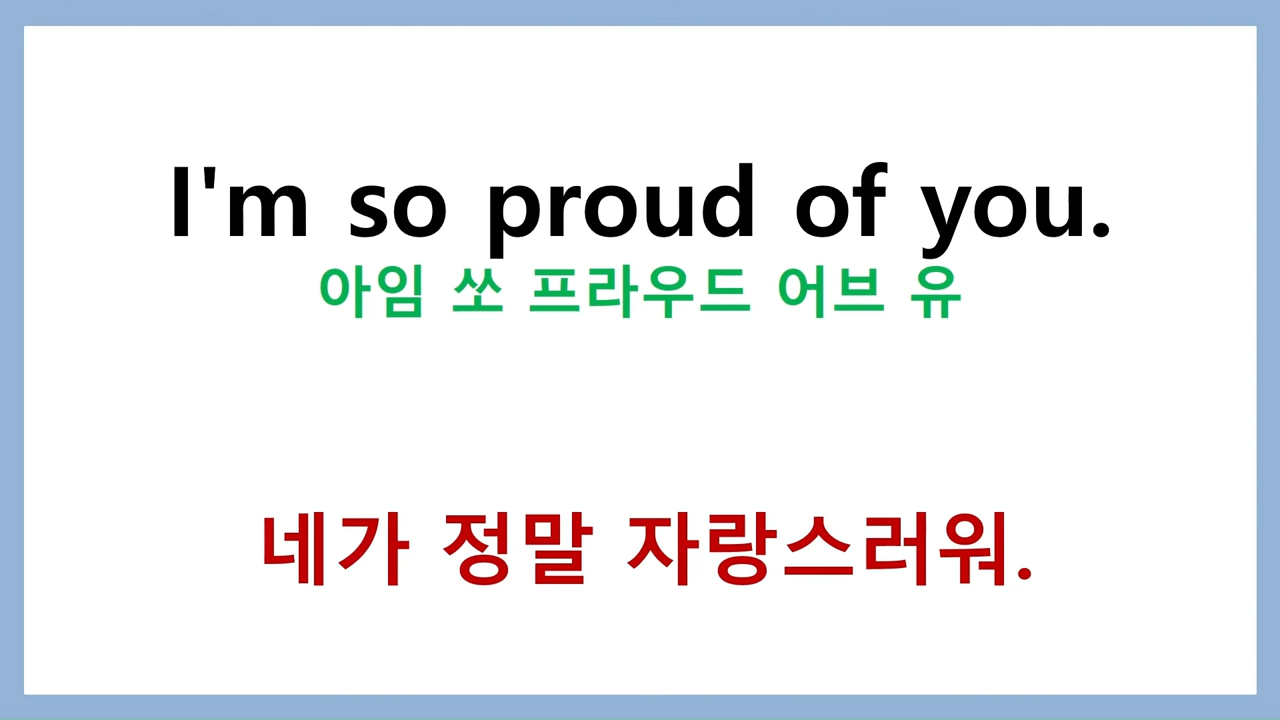 I'm so proud of you.
아임 쏘 프라우드 어브 유
네가 정말 자랑스러워.